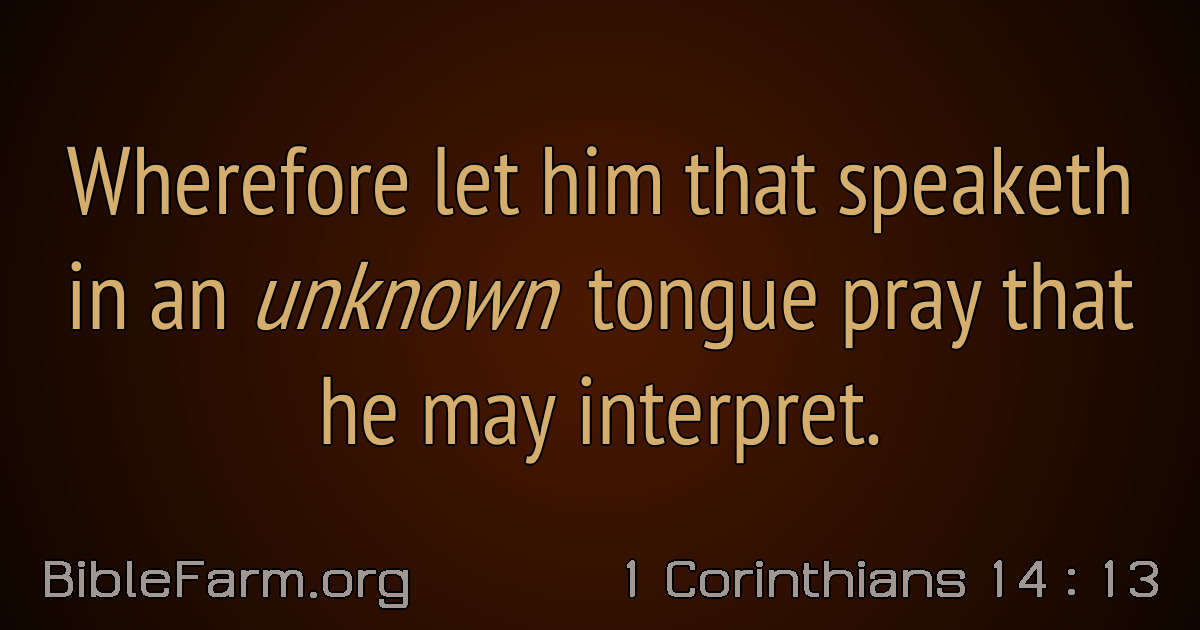 Wherefore let him that speaketh
in an unknown tongue pray that
he may interpret.
BibleFarm.org
1 Corinthians 14 : 13